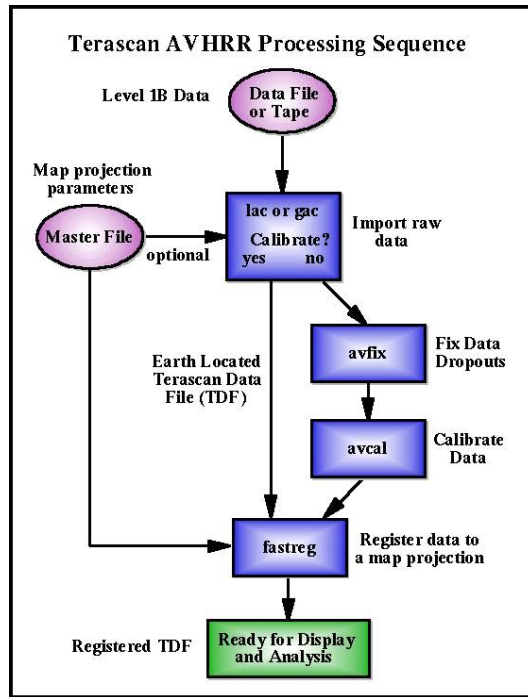 Terascan AVHRR Processing Sequence
Level 1B Data
Data File
or Tape
Map projection
parameters
Master File
optional
lac or gac
Calibrate?
yes no
Import raw
data
avfix
Fix Data
Dropouts
Earth Located
Terascan Data
File (TDF)
avcal
Calibrate
Data
fastreg
Register data to
a map projection
Registered TDF
Ready for Display
and Analysis